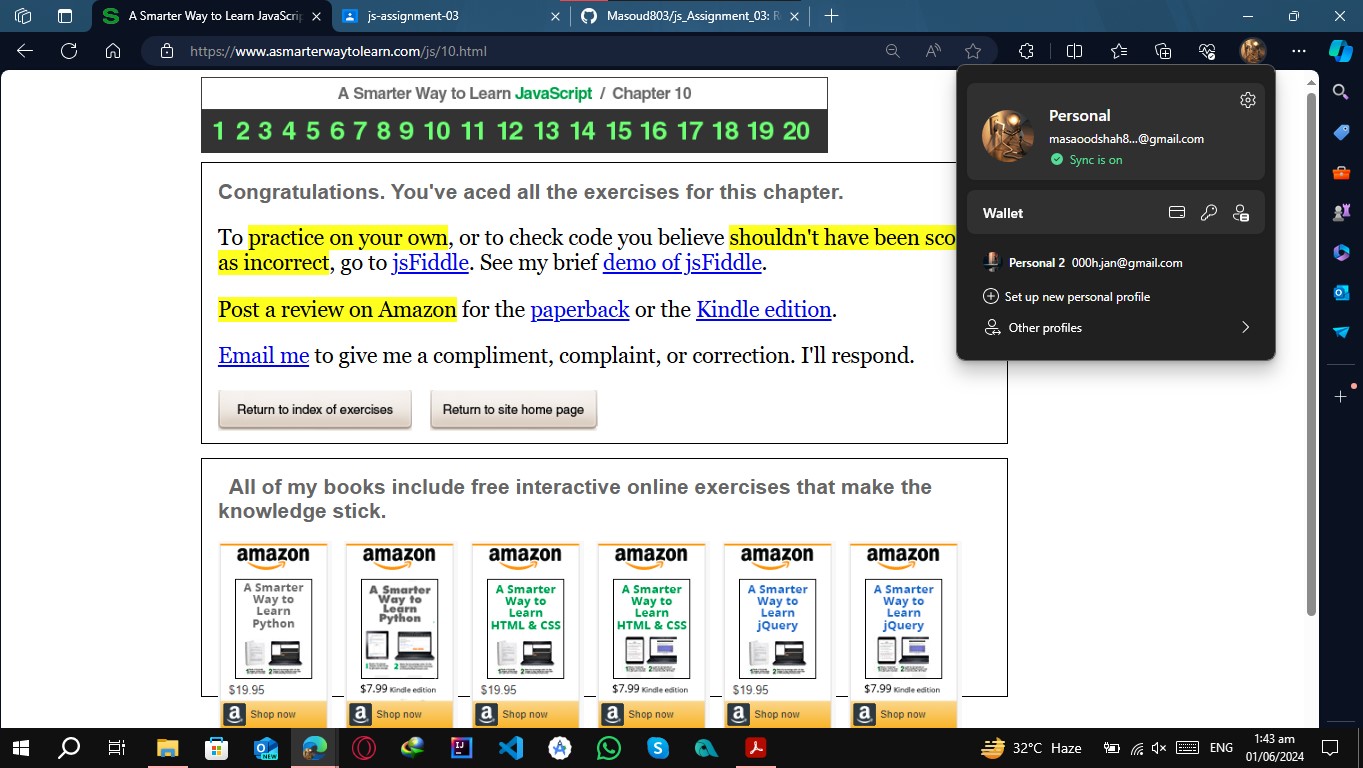 A Smarter Way to Learn JavaScrip
js-assignment-03
Masoud803/js_Assignment_03: R
https://www.asmarterwaytolearn.com/js/10.html
A Smarter Way to Learn JavaScript / Chapter 10
1 2 3 4 5 6 7 8 9 10 11 12 13 14 15 16 17 18 19 20
Personal
masaoodshah8...@gmail.com
Sync is on
Wallet
Personal 2 000h.jan@gmail.com
Set up new personal profile
Other profiles
Congratulations. You've aced all the exercises for this chapter.
To practice on your own, or to check code you believe shouldn't have been sco
as incorrect, go to jsFiddle. See my brief demo of jsFiddle.
Post a review on Amazon for the paperback or the Kindle edition.
Email me to give me a compliment, complaint, or correction. I'll respond.
Return to index of exercises Return to site home page
All of my books include free interactive online exercises that make the
knowledge stick.
amazon amazon amazon amazon amazon amazon
A Smarter
Way to
Learn
Python
A Smarter
Way to
Learn
Python
A Smarter
Way to
Learn
HTML & CSS
A Smarter
Way to
Learn
HTML & CSS
A Smarter
Way to
Learn
jQuery
A Smarter
Way to
Learn
jQuery
$19.95 $7.99 Kindle edition $19.95 $7.99 Kindle edition $19.95 $7.99 Kindle edition
Shop now Shop now Shop now Shop now Shop now Shop now
32°C Haze ENG
1:43 am
01/06/2024